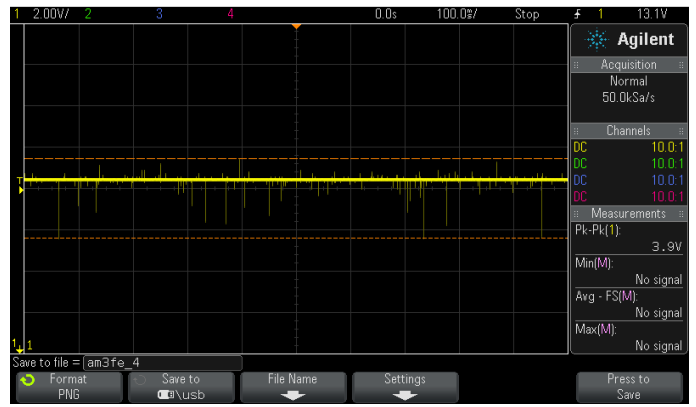 1 2.00V/ 2 3 4 0.0s 100.0ms/ Stop 1 13.1V
Agilent
Acquisition
Normal
50.0kSa/s
Channels
DC 10.0:1
DC 10.0:1
DC 10.0:1
DC 10.0:1
Measurements
Pk-Pk(1):
3.9V
Min(M):
No signal
Avg - FS(M):
No signal
Max(M):
No signal
T
1 1
Save to file = am3fe_4
Format
PNG
Save to
\usb
File Name
Settings
Press to
Save